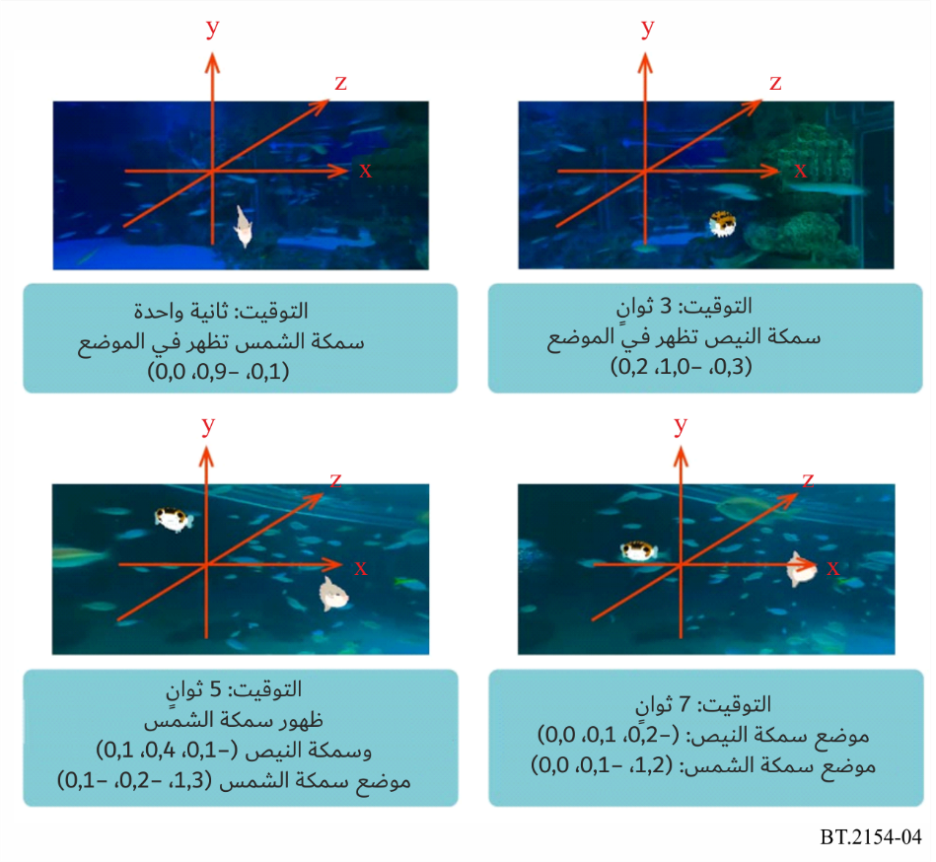 y
z
x
التوقيت: ثانية واحدة
سمكة الشمس تظهر في الموضع
(0,1، –0,9، 0,0)
y
z
x
التوقيت: 3 ثوانٍ
سمكة النيص تظهر في الموضع
(0,3، –1,0، 0,2)
y
z
x
التوقيت: 5 ثوانٍ
ظهور سمكة الشمس
وسمكة النيص (–0,1، 0,4، 0,1)
موضع سمكة الشمس (1,3، –0,2، –0,1)
y
z
x
التوقيت: 7 ثوانٍ
موضع سمكة النيص: (–0,2، 0,1، 0,0)
موضع سمكة الشمس: (1,2، –0,1، 0,0)
BT.2154-04